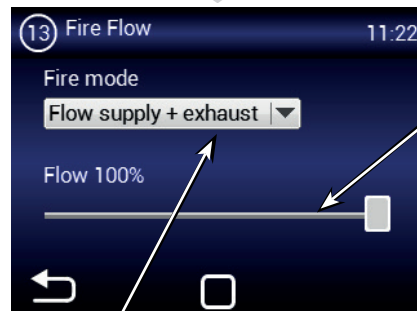 13 Fire Flow 11:22
Fire mode
Flow supply + exhaust
Flow 100%